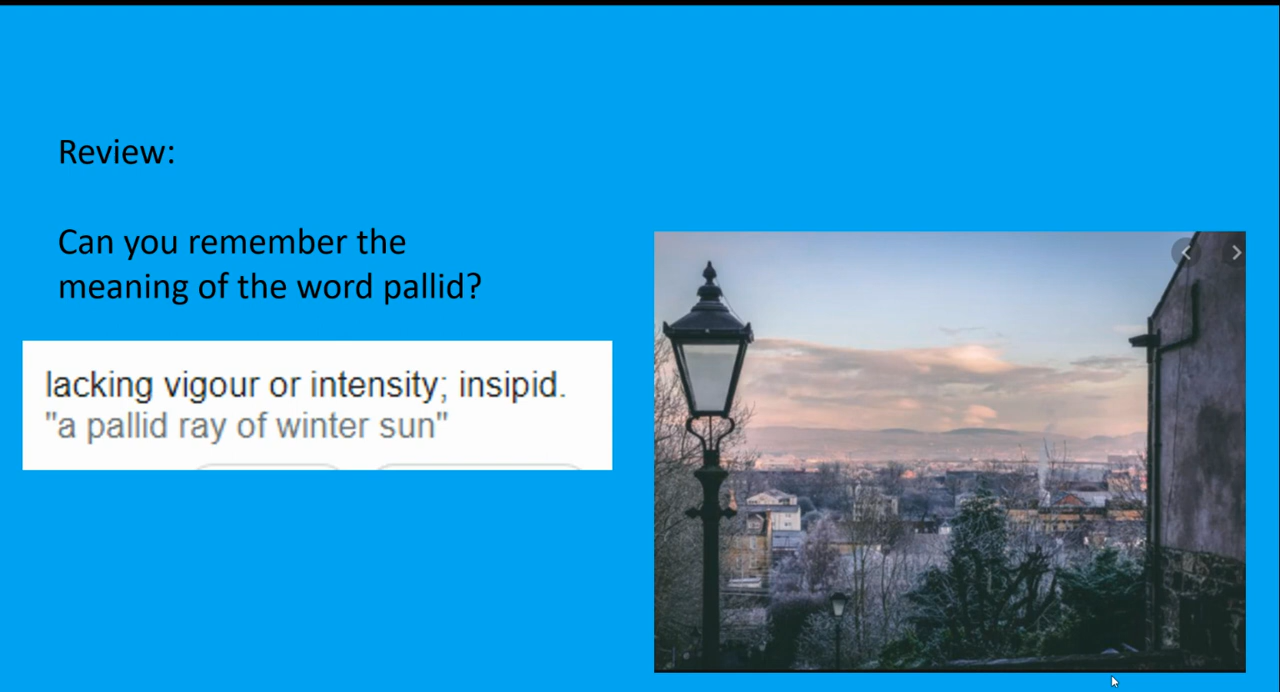 Review:
Can you remember the
meaning of the word pallid?
lacking vigour or intensity; insipid.
"a pallid ray of winter sun"